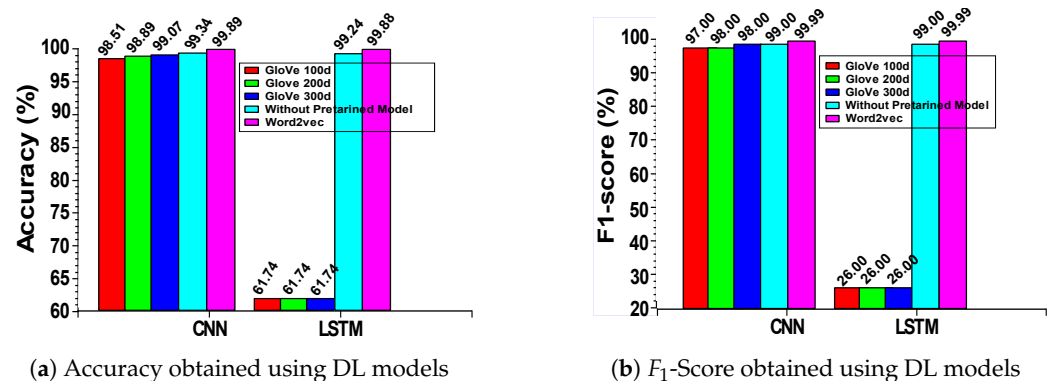 98.51 98.89 99.07 99.34 99.89 99.24 99.88
100
95
90
85
80
75
70
65
60
Accuracy (%)
GloVe 100d
Glove 200d
GloVe 300d
Without Pretarined Model
Word2vec
61.74 61.74 61.74
CNN LSTM
(a) Accuracy obtained using DL models
97.00 98.00 98.00 99.00 99.99 99.00 99.99
100
90
80
70
60
50
40
30
20
F1-score (%)
GloVe 100d
Glove 200d
GloVe 300d
Without Pretarined Model
Word2vec
26.00 26.00 26.00
CNN LSTM
(b) F1-Score obtained using DL models